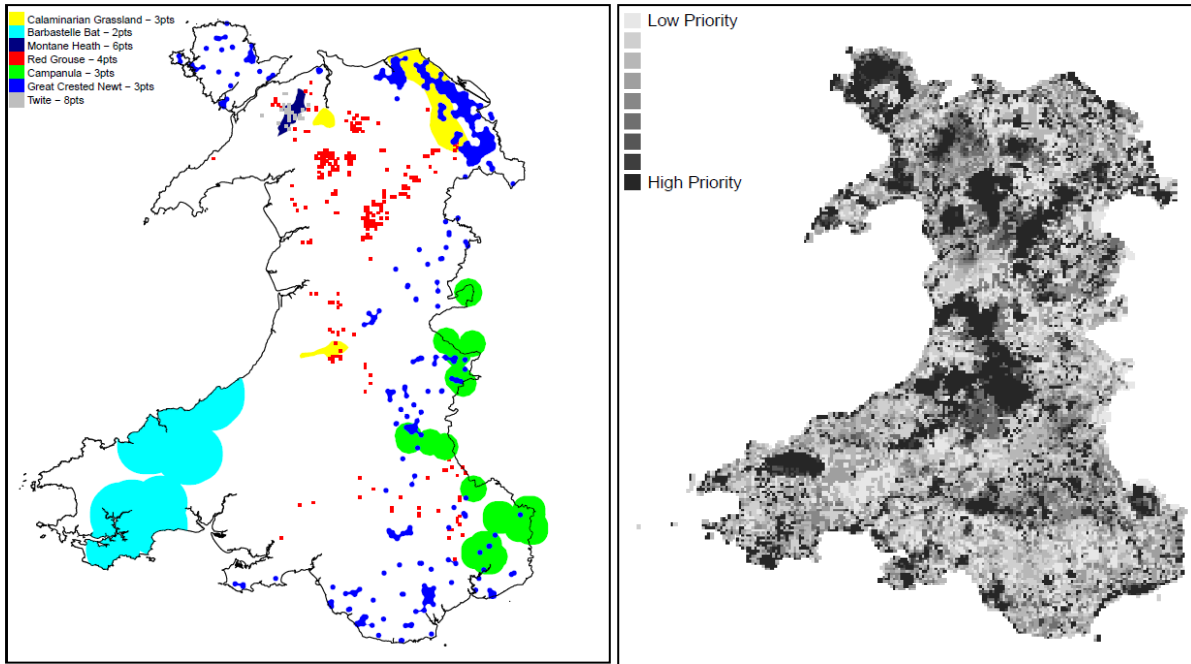 Calaminarian Grassland – 3pts
Barbastelle Bat – 2pts
Montane Heath – 6pts
Red Grouse – 4pts
Campanula – 3pts
Great Crested Newt – 3pts
Twite – 8pts
Low Priority
High Priority